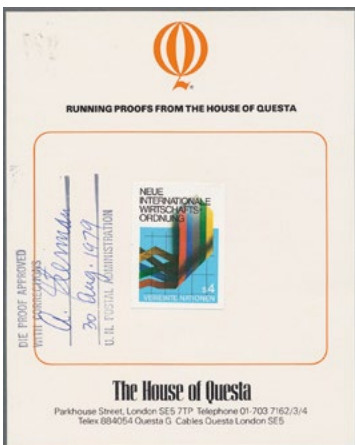 RUNNING PROOFS FROM THE HOUSE OF QUESTA
DIE PROOF APPROVED
WITH CORRECTIONS
30 Aug. 1979
U. N. POSTAL ADMINISTRATION
NEUE
INTERNATIONALE
WIRTSCHAFTS-
ORDNUNG
s4
VEREINTE NATIONEN
The House of Questa
Parkhouse Street, London SE5 7TP Telephone 01-703 7162/3/4
Telex 884054 Questa G Cables Questa London SE5